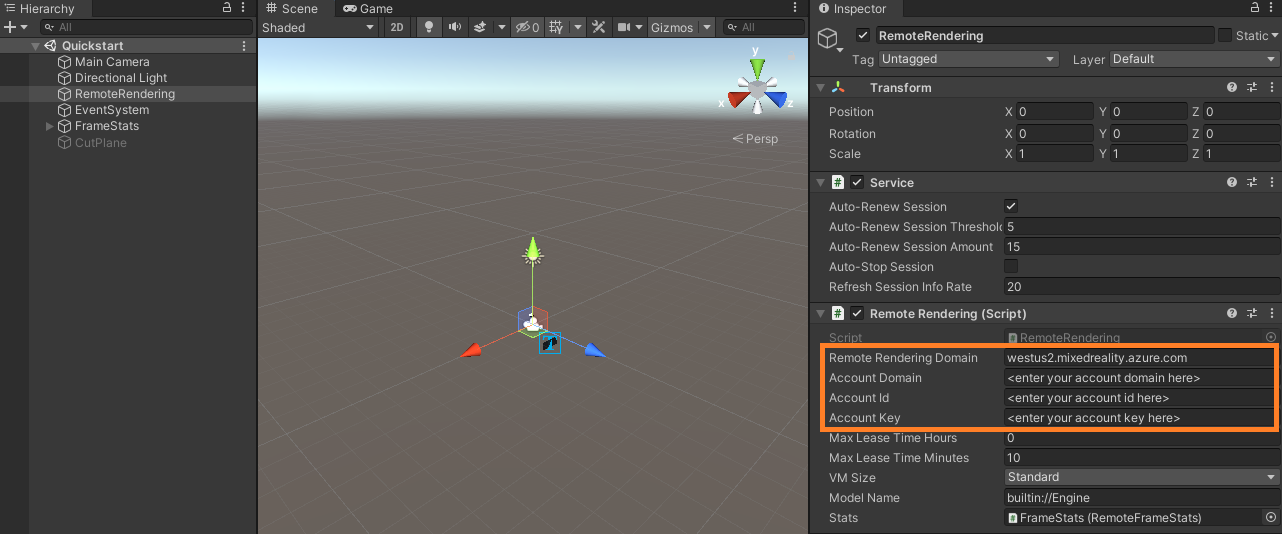 Hierarchy
All
Quickstart
Main Camera
Directional Light
RemoteRendering
EventSystem
FrameStats
CutPlane
Scene
Game
Shaded
2D
0
Gizmos
All
y
x
z
Persp
Inspector
RemoteRendering
Static
Tag Untagged
Layer Default
Transform
Position X 0 Y 0 Z 0
Rotation X 0 Y 0 Z 0
Scale X 1 Y 1 Z 1
# Service
Auto-Renew Session
Auto-Renew Session Threshold 5
Auto-Renew Session Amount 15
Auto-Stop Session
Refresh Session Info Rate 20
# Remote Rendering (Script)
Script # RemoteRendering
Remote Rendering Domain westus2.mixedreality.azure.com
Account Domain <enter your account domain here>
Account Id <enter your account id here>
Account Key <enter your account key here>
Max Lease Time Hours 0
Max Lease Time Minutes 10
VM Size Standard
Model Name builtin://Engine
Stats # FrameStats (RemoteFrameStats)